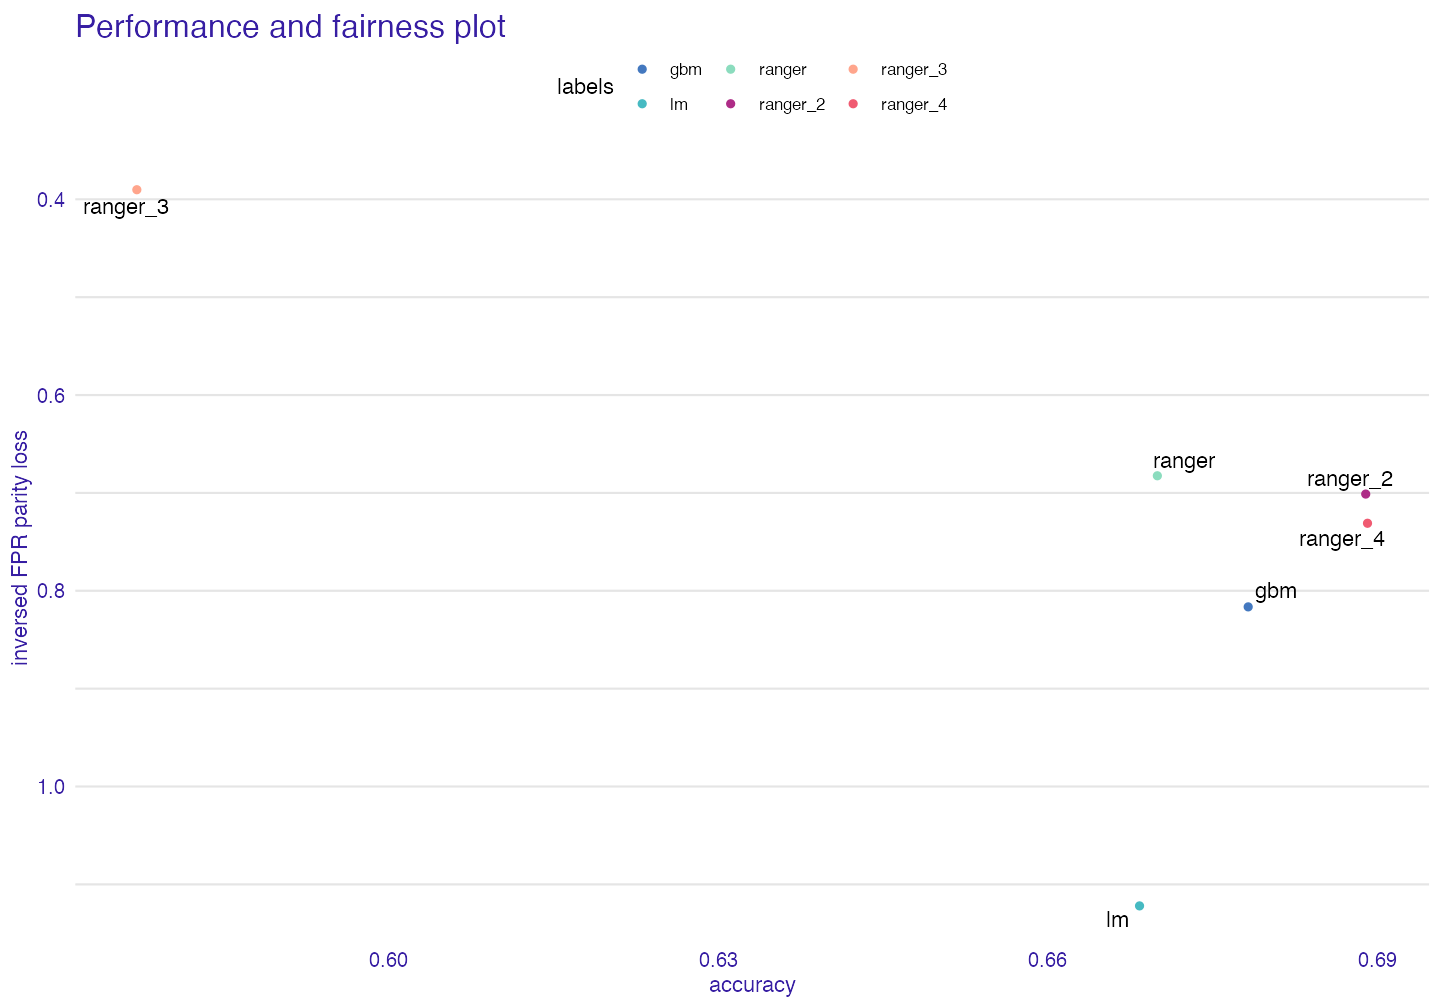 Performance and fairness plot
labels
gbm
ranger
ranger_3
lm
ranger_2
ranger_4
inversed FPR parity loss
0.4
0.6
0.8
1.0
ranger_3
ranger
ranger_2
ranger_4
gbm
lm
0.60
0.63
0.66
0.69
accuracy